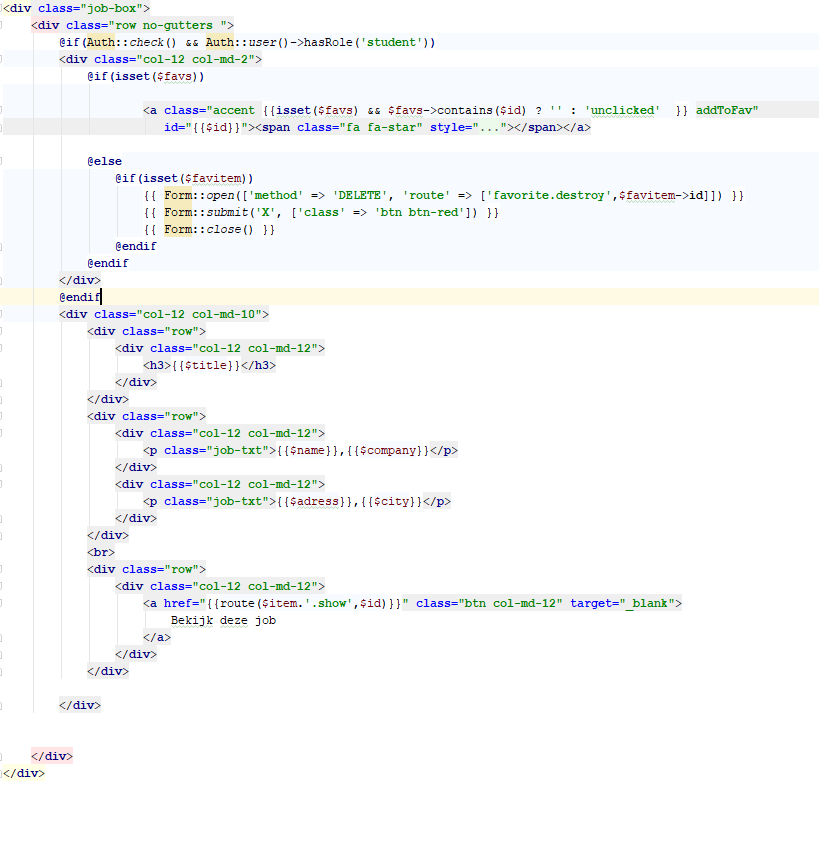 <div class="job-box">
<div class="row no-gutters ">
@if(Auth::check() && Auth::user()->hasRole('student'))
<div class="col-12 col-md-2">
@if(isset($favs))
<a class="accent {{isset($favs) && $favs->contains($id) ? '' : 'unclicked'  }} addToFav"
id="{{$id}}"><span class="fa fa-star" style="..."></span></a>
@else
@if(isset($favitem))
{{ Form::open(['method' => 'DELETE', 'route' => ['favorite.destroy',$favitem->id]]) }}
{{ Form::submit('X', ['class' => 'btn btn-red']) }}
{{ Form::close() }}
@endif
@endif
</div>
@endif
<div class="col-12 col-md-10">
<div class="row">
<div class="col-12 col-md-12">
<h3>{{$title}}</h3>
</div>
</div>
<div class="row">
<div class="col-12 col-md-12">
<p class="job-txt">{{$name}},{{$company}}</p>
</div>
<div class="col-12 col-md-12">
<p class="job-txt">{{$adress}},{{$city}}</p>
</div>
</div>
<br>
<div class="row">
<div class="col-12 col-md-12">
<a href="{{route($item.'.show',$id)}}" class="btn col-md-12" target="_blank">
Bekijk deze job
</a>
</div>
</div>
</div>
</div>
</div>